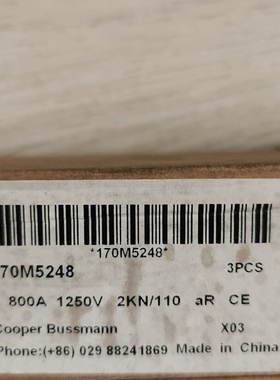 *170M5248*
70M5248 3PCS
800A 1250V 2KN/110 aR CE
Cooper Bussmann X03
Phone:(+86) 029 88241869 Made in China